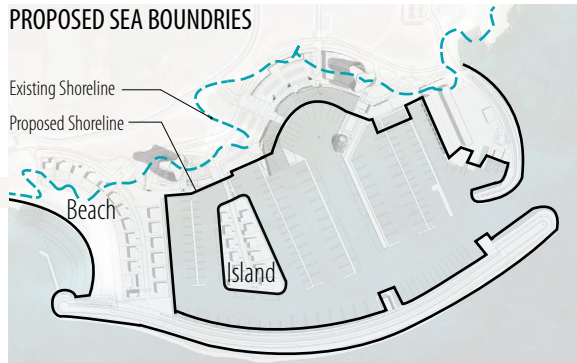 PROPOSED SEA BOUNDRIES
Existing Shoreline
Proposed Shoreline
Beach
Island